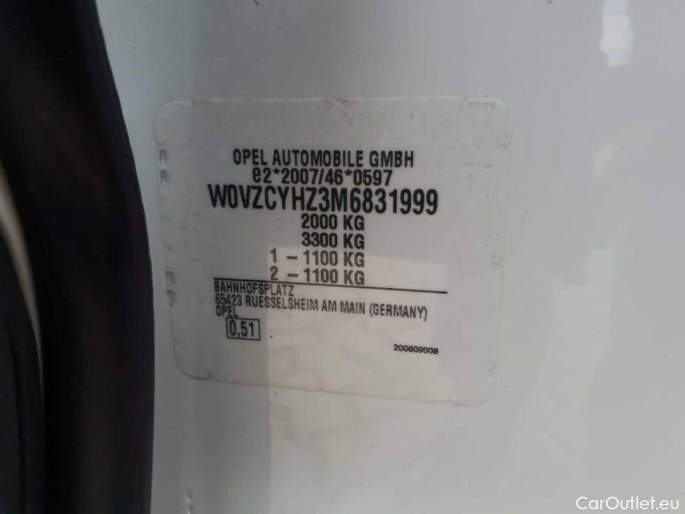 OPEL AUTOMOBILE GMBH
e2*2007/46*0597
W0VZCYHZ3M6831999
2000 KG
3300 KG
1 – 1100 KG
2 – 1100 KG
BAHNHOFSPLATZ
65423 RUESSELSHEIM AM MAIN (GERMANY)
OPEL
0,51
200609008
CarOutlet.eu